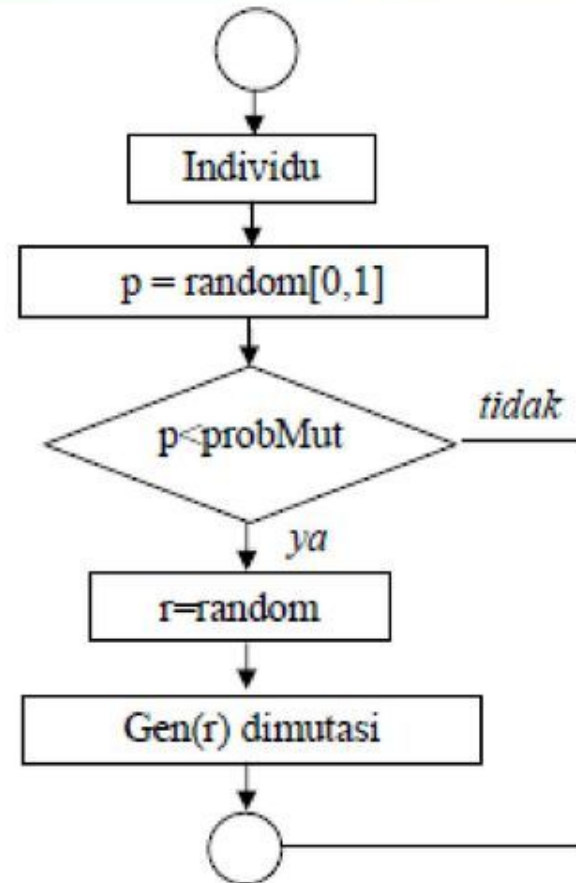 Individu
p = random[0,1]
p<probMut
tidak
ya
r=random
Gen(r) dimutasi